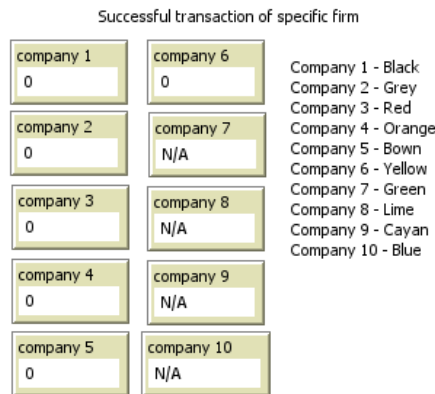 Successful transaction of specific firm
company 1
0
company 6
0
company 2
0
company 7
N/A
company 3
0
company 8
N/A
company 4
0
company 9
N/A
company 5
0
company 10
N/A
Company 1 - Black
Company 2 - Grey
Company 3 - Red
Company 4 - Orange
Company 5 - Bown
Company 6 - Yellow
Company 7 - Green
Company 8 - Lime
Company 9 - Cayan
Company 10 - Blue